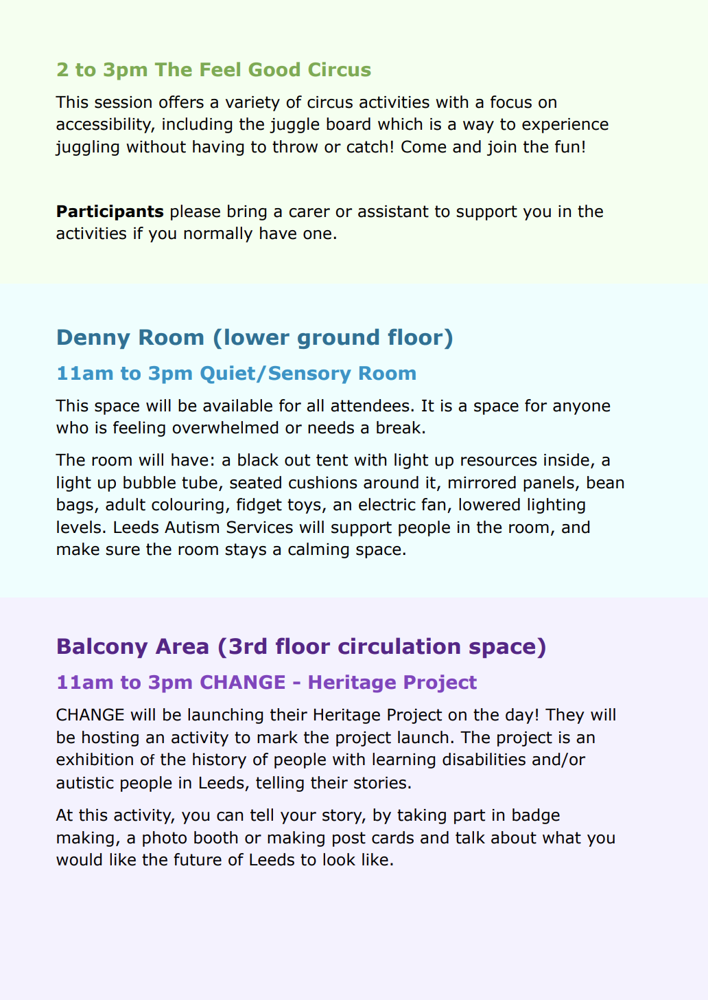 2 to 3pm The Feel Good Circus
This session offers a variety of circus activities with a focus on
accessibility, including the juggle board which is a way to experience
juggling without having to throw or catch! Come and join the fun!
Participants please bring a carer or assistant to support you in the
activities if you normally have one.
Denny Room (lower ground floor)
11am to 3pm Quiet/Sensory Room
This space will be available for all attendees. It is a space for anyone
who is feeling overwhelmed or needs a break.
The room will have: a black out tent with light up resources inside, a
light up bubble tube, seated cushions around it, mirrored panels, bean
bags, adult colouring, fidget toys, an electric fan, lowered lighting
levels. Leeds Autism Services will support people in the room, and
make sure the room stays a calming space.
Balcony Area (3rd floor circulation space)
11am to 3pm CHANGE - Heritage Project
CHANGE will be launching their Heritage Project on the day! They will
be hosting an activity to mark the project launch. The project is an
exhibition of the history of people with learning disabilities and/or
autistic people in Leeds, telling their stories.
At this activity, you can tell your story, by taking part in badge
making, a photo booth or making post cards and talk about what you
would like the future of Leeds to look like.